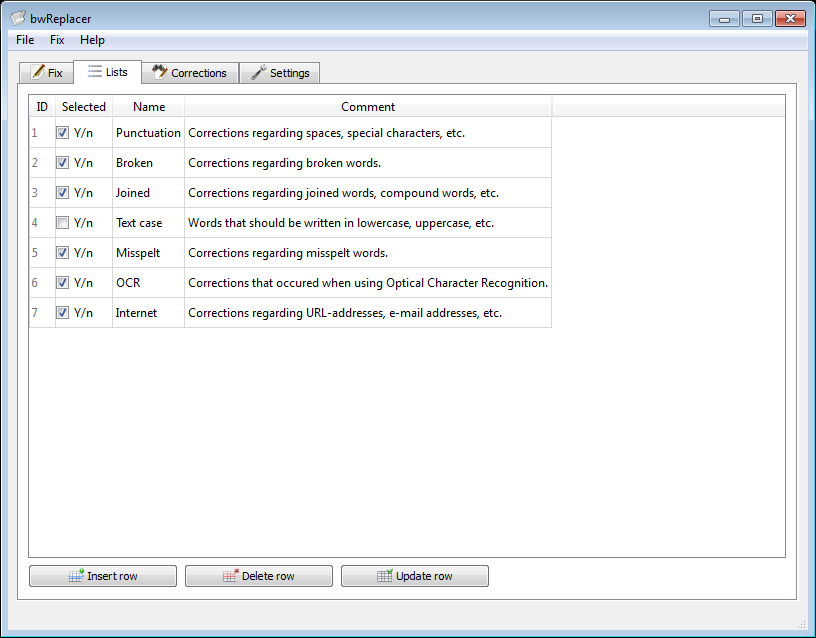 bwReplacer
File Fix Help
Fix Lists Corrections Settings
ID Selected Name Comment
1 Y/n Punctuation Corrections regarding spaces, special characters, etc.
2 Y/n Broken Corrections regarding broken words.
3 Y/n Joined Corrections regarding joined words, compound words, etc.
4 Y/n Text case Words that should be written in lowercase, uppercase, etc.
5 Y/n Misspelt Corrections regarding misspelt words.
6 Y/n OCR Corrections that occured when using Optical Character Recognition.
7 Y/n Internet Corrections regarding URL-addresses, e-mail addresses, etc.
Insert row Delete row Update row